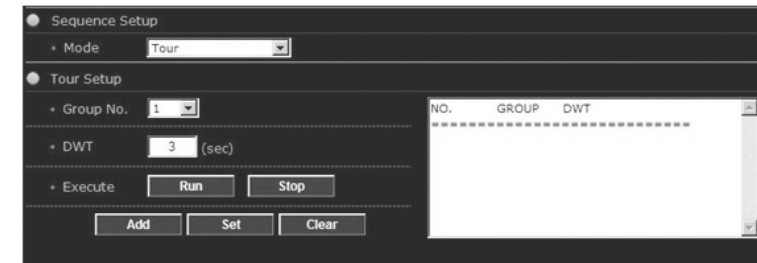 Sequence Setup
Mode Tour
Tour Setup
Group No. 1
NO. GROUP DWT
=============================
DWT 3 (sec)
Execute Run Stop
Add Set Clear